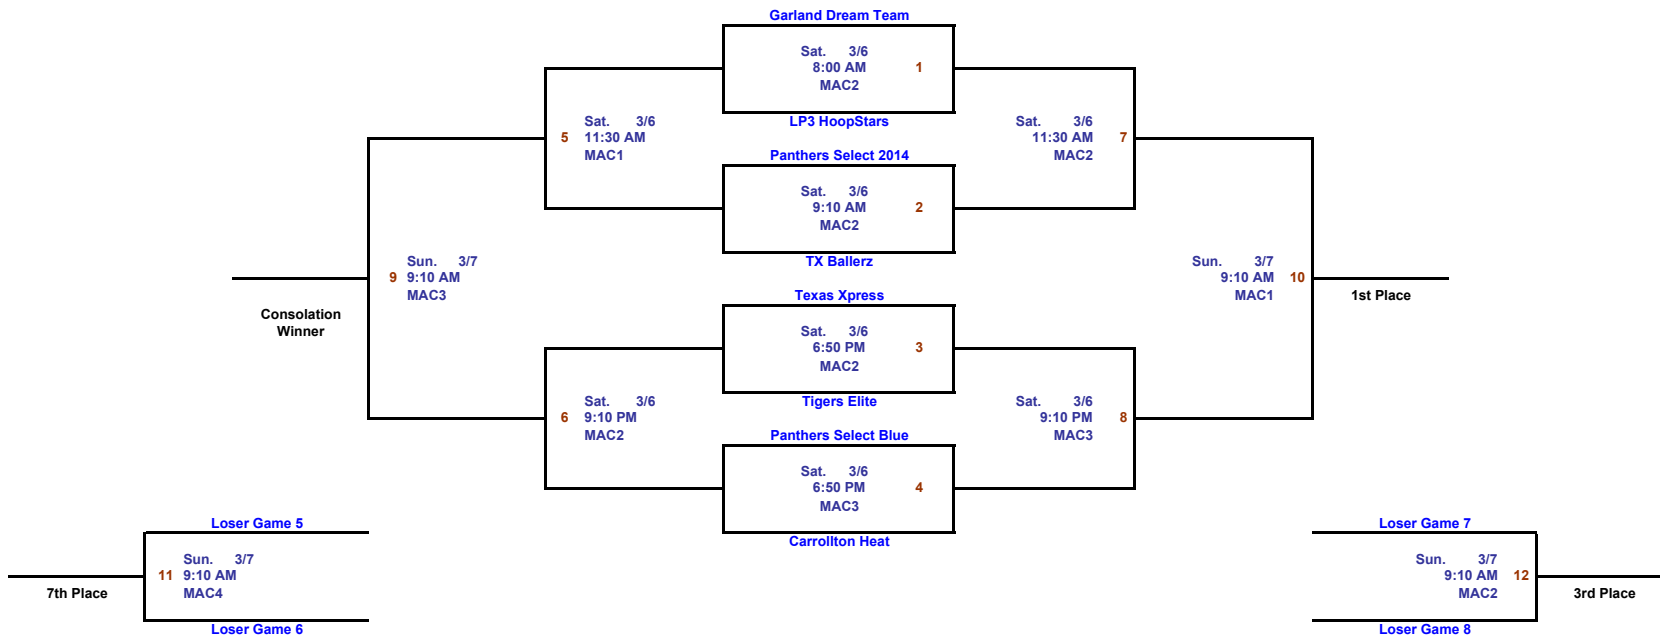 Garland Dream Team
Sat. 3/6
8:00 AM 1
MAC2
LP3 HoopStars
Sat. 3/6
5 11:30 AM
MAC1
Sat. 3/6
11:30 AM 7
MAC2
Panthers Select 2014
Sat. 3/6
9:10 AM 2
MAC2
TX Ballerz
Sun. 3/7
9 9:10 AM
MAC3
Consolation
Winner
Sun. 3/7
9:10 AM 10
MAC1
1st Place
Texas Xpress
Sat. 3/6
6:50 PM 3
MAC2
Tigers Elite
Sat. 3/6
6 9:10 PM
MAC2
Sat. 3/6
9:10 PM 8
MAC3
Panthers Select Blue
Sat. 3/6
6:50 PM 4
MAC3
Carrollton Heat
Loser Game 5
Sun. 3/7
11 9:10 AM
MAC4
7th Place
Loser Game 6
Loser Game 7
Sun. 3/7
9:10 AM 12
MAC2
3rd Place
Loser Game 8